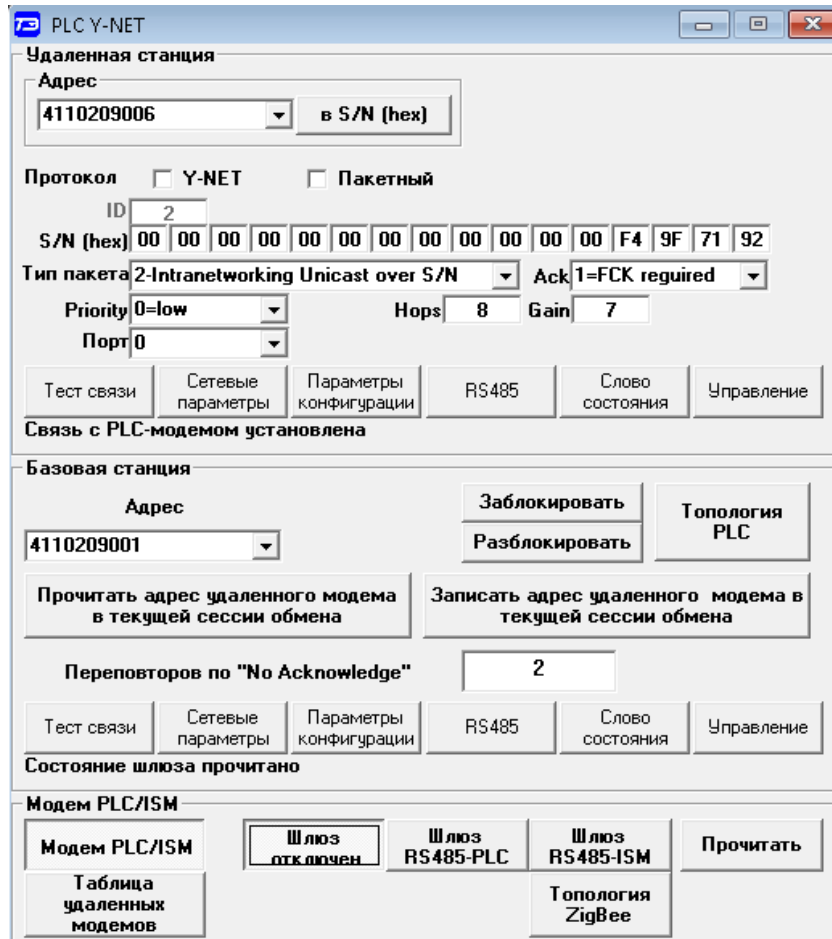 ТЭ PLC Y-NET
Удаленная станция
Адрес
4110209006 в S/N (hex)
Протокол Y-NET Пакетный
ID 2
S/N (hex) 00 00 00 00 00 00 00 00 00 00 00 00 F4 9F 71 92
Тип пакета 2-Intranetworking Unicast over S/N Ack 1=FCK reguired
Priority 0=low Hops 8 Gain 7
Порт 0
Тест связи Сетевые параметры Параметры конфигурации RS485 Слово состояния Управление
Связь с PLC-модемом установлена
Базовая станция
Адрес
4110209001
Заблокировать
Разблокировать
Топология PLC
Прочитать адрес удаленного модема в текущей сессии обмена
Записать адрес удаленного модема в текущей сессии обмена
Переповторов по "No Acknowledge" 2
Тест связи Сетевые параметры Параметры конфигурации RS485 Слово состояния Управление
Состояние шлюза прочитано
Модем PLC/ISM
Модем PLC/ISM Шлюз отключен Шлюз RS485-PLC Шлюз RS485-ISM Прочитать
Таблица удаленных модемов Топология ZigBee